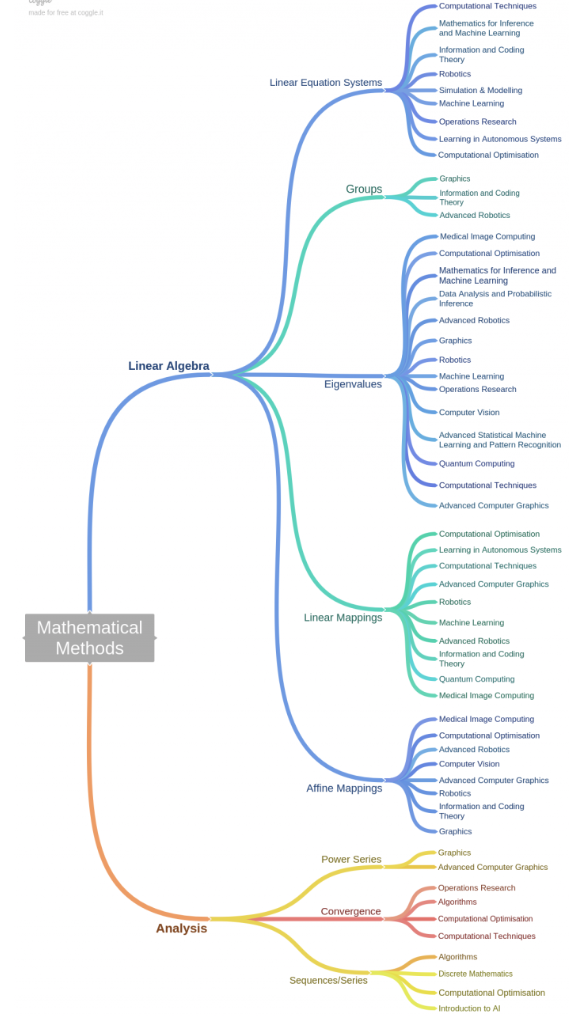 coggle
made for free at coggle.it
Computational Techniques
Mathematics for Inference
and Machine Learning
Information and Coding
Theory
Linear Equation Systems
Robotics
Simulation & Modelling
Machine Learning
Operations Research
Learning in Autonomous Systems
Computational Optimisation
Groups
Graphics
Information and Coding
Theory
Advanced Robotics
Linear Algebra
Eigenvalues
Medical Image Computing
Computational Optimisation
Mathematics for Inference and
Machine Learning
Data Analysis and Probabilistic
Inference
Advanced Robotics
Graphics
Robotics
Machine Learning
Operations Research
Computer Vision
Advanced Statistical Machine
Learning and Pattern Recognition
Quantum Computing
Computational Techniques
Advanced Computer Graphics
Linear Mappings
Computational Optimisation
Learning in Autonomous Systems
Computational Techniques
Advanced Computer Graphics
Robotics
Machine Learning
Advanced Robotics
Information and Coding
Theory
Quantum Computing
Medical Image Computing
Mathematical
Methods
Affine Mappings
Medical Image Computing
Computational Optimisation
Advanced Robotics
Computer Vision
Advanced Computer Graphics
Robotics
Information and Coding
Theory
Graphics
Analysis
Power Series
Graphics
Advanced Computer Graphics
Convergence
Operations Research
Algorithms
Computational Optimisation
Computational Techniques
Sequences/Series
Algorithms
Discrete Mathematics
Computational Optimisation
Introduction to AI